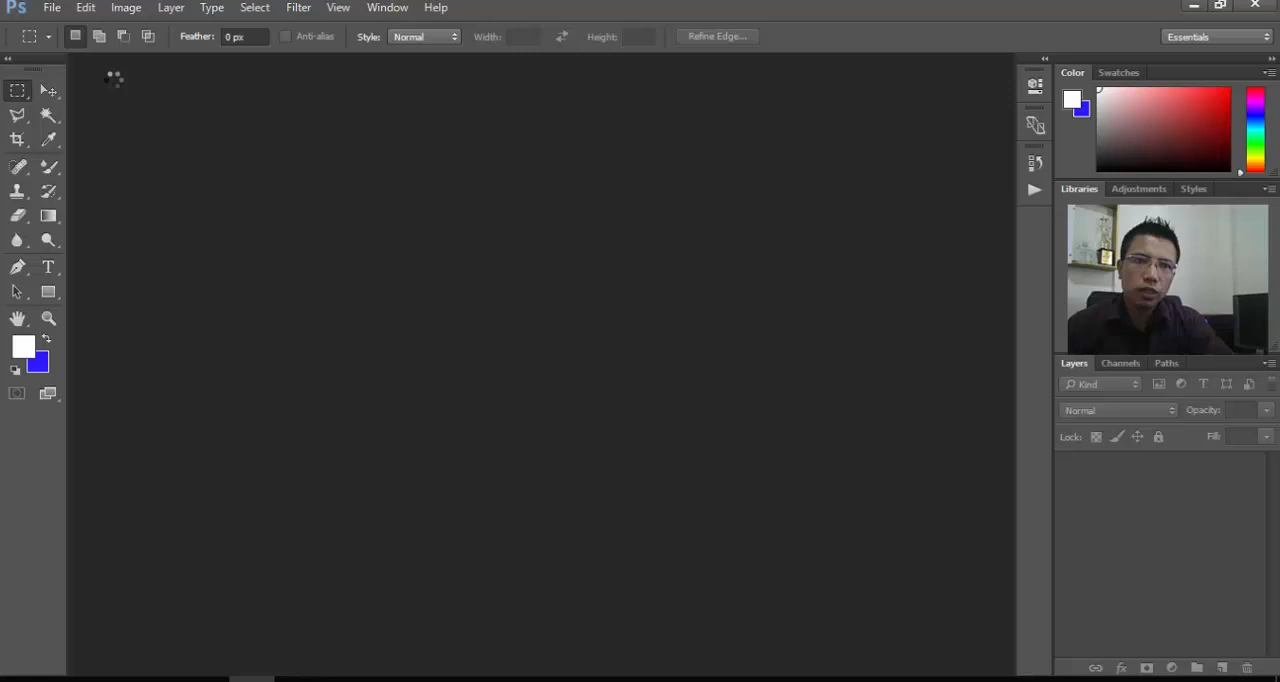 Ps File Edit Image Layer Type Select Filter View Window Help
Feather: 0 px Anti-alias Style: Normal Width: Height: Refine Edge... Essentials
Color Swatches
Libraries Adjustments Styles
Layers Channels Paths
Kind T
Normal Opacity:
Lock: Fill:
T